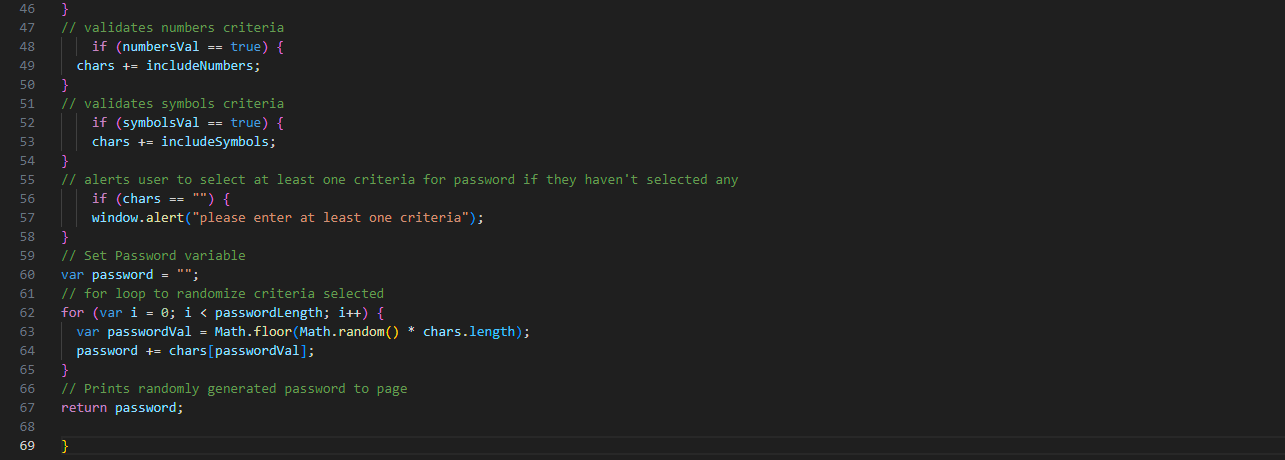 46 }
47 // validates numbers criteria
48 if (numbersVal == true) {
49 chars += includeNumbers;
50 }
51 // validates symbols criteria
52 if (symbolsVal == true) {
53 chars += includeSymbols;
54 }
55 // alerts user to select at least one criteria for password if they haven't selected any
56 if (chars == "") {
57 window.alert("please enter at least one criteria");
58 }
59 // Set Password variable
60 var password = "";
61 // for loop to randomize criteria selected
62 for (var i = 0; i < passwordLength; i++) {
63 var passwordVal = Math.floor(Math.random() * chars.length);
64 password += chars[passwordVal];
65 }
66 // Prints randomly generated password to page
67 return password;
68
69 }